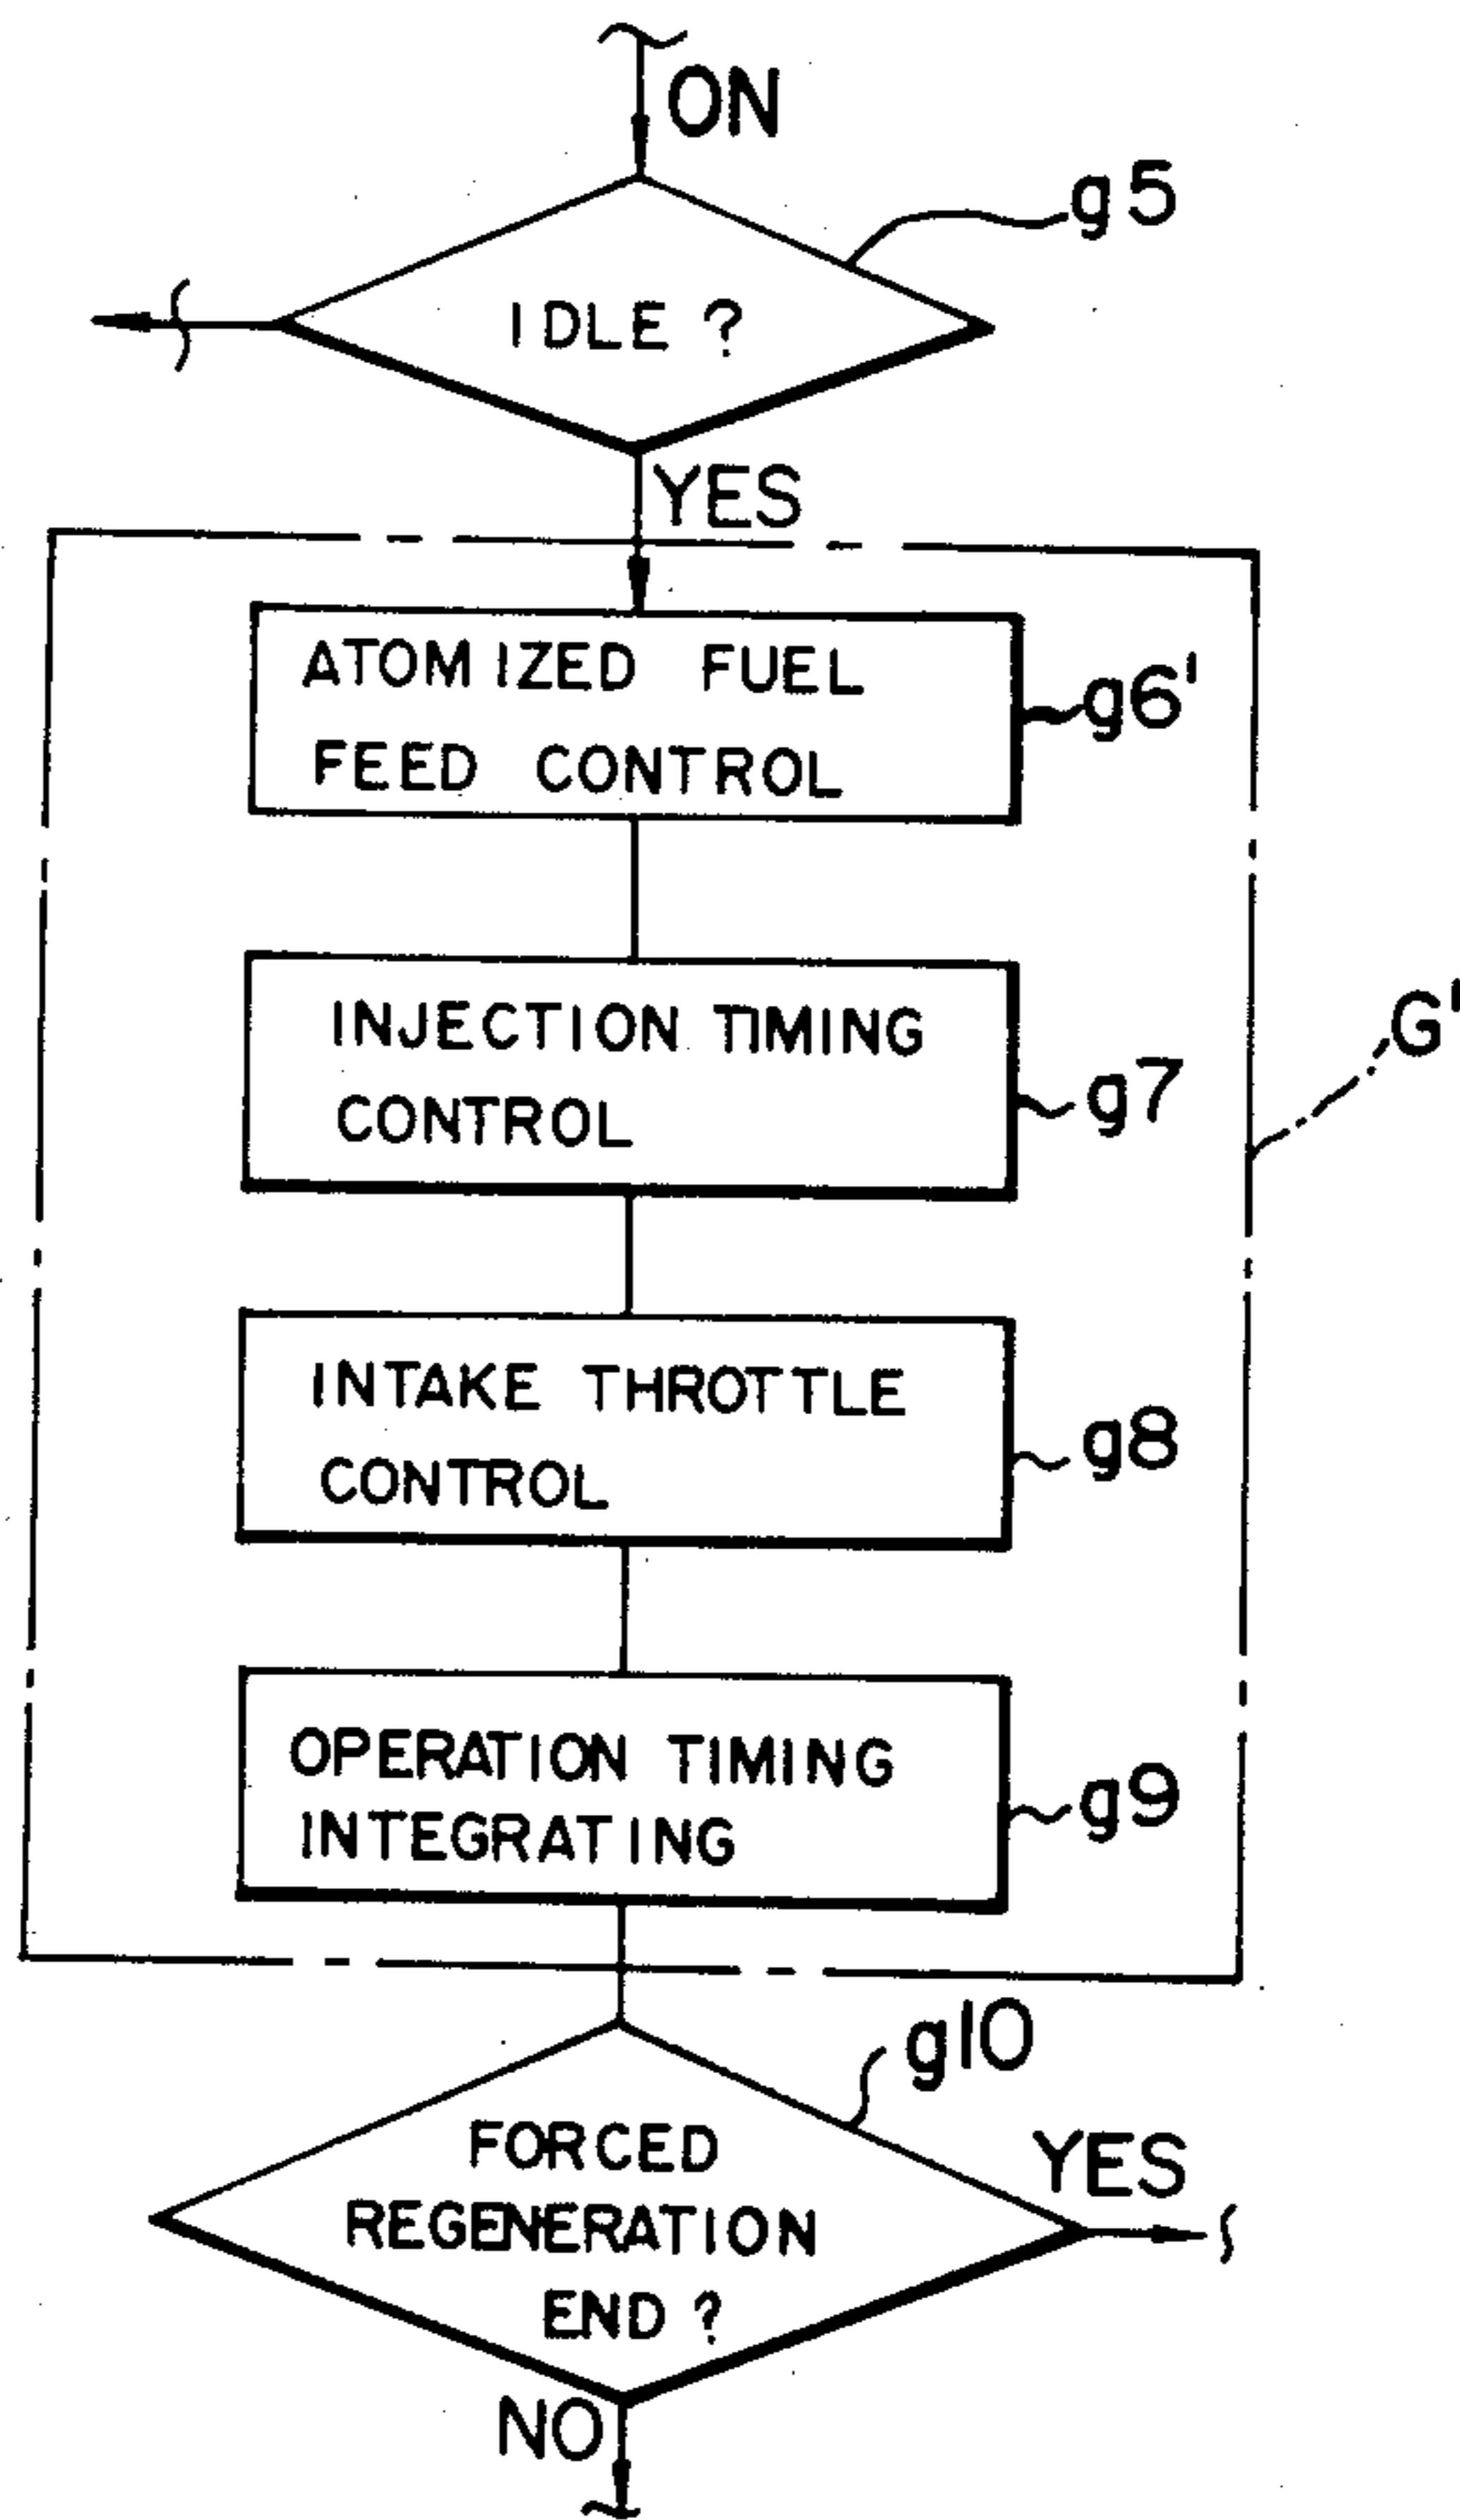 ON
g5
IDLE ?
YES
ATOMIZED FUEL
FEED CONTROL
g6'
INJECTION TIMING
CONTROL
g7
G'
INTAKE THROTTLE
CONTROL
g8
OPERATION TIMING
INTEGRATING
g9
g10
FORCED
REGENERATION
END ?
YES
NO